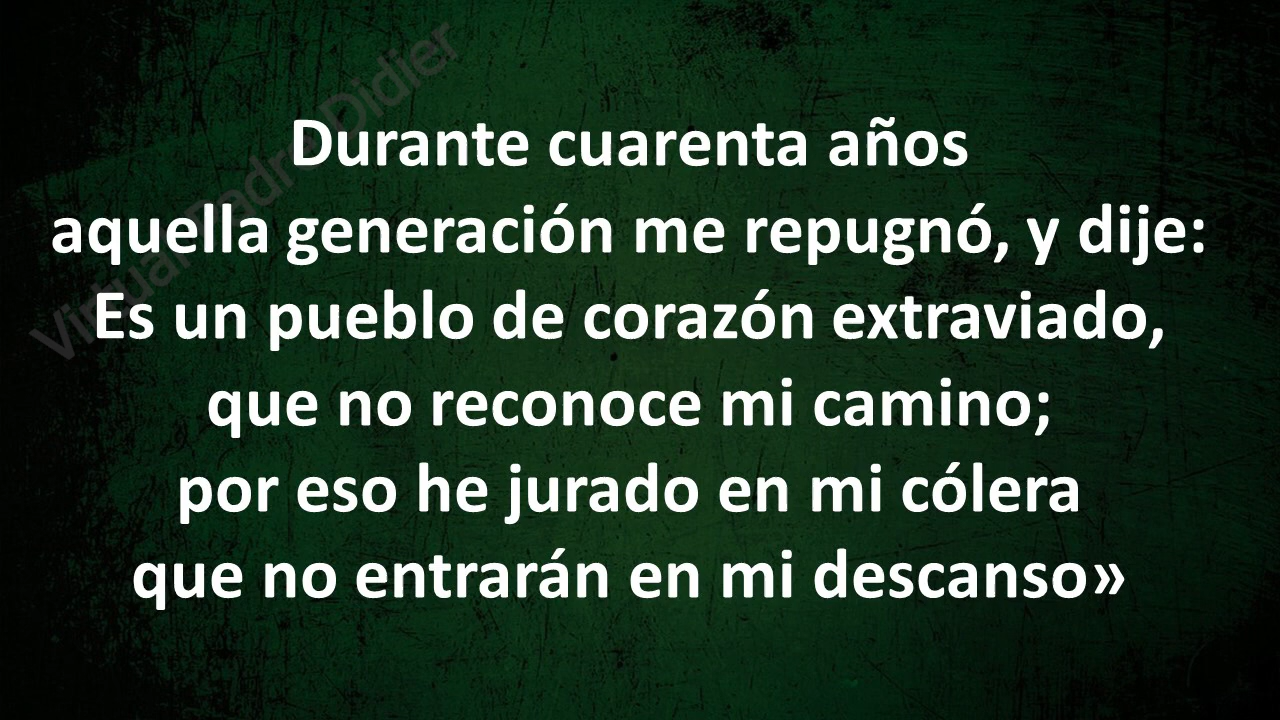 Durante cuarenta años
aquella generación me repugnó, y dije:
Es un pueblo de corazón extraviado,
que no reconoce mi camino;
por eso he jurado en mi cólera
que no entrarán en mi descanso»